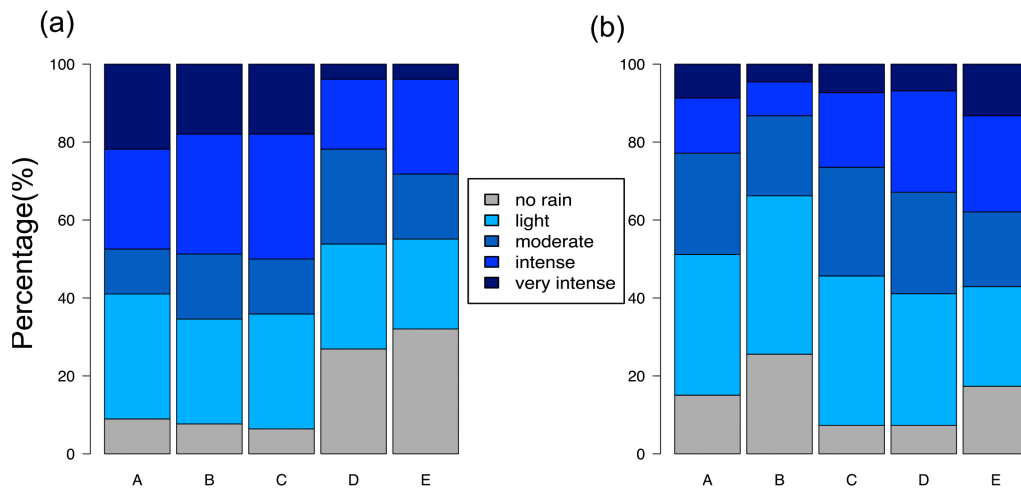 (a)
(b)
Percentage(%)
100
80
60
40
20
0
A B C D E
no rain
light
moderate
intense
very intense
100
80
60
40
20
0
A B C D E